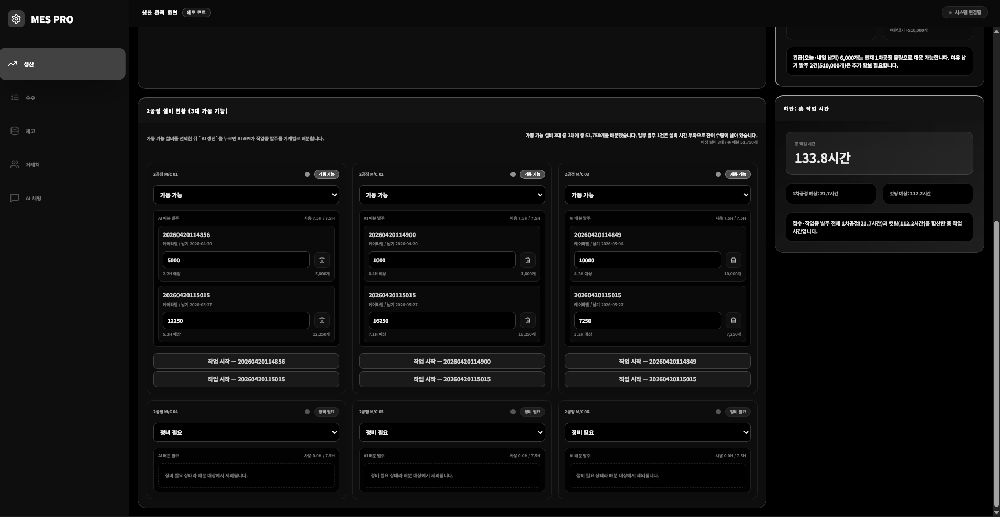 MES PRO
생산
수주
재고
거래처
AI 채팅
생산 관리 화면
데모 모드
시스템 연결됨
여유납기 +510,000개
긴급(오늘·내일 납기) 6,000개는 현재 1차공정 물량으로 대응 가능합니다. 여유 납
기 발주 2건(510,000개)은 추가 확보 필요합니다.
2공정 설비 현황 (3대 가동 가능)
가동 가능 설비를 선택한 뒤 `AI 갱신`을 누르면 AI API가 작업중 발주를 기계별로 배분합니다.
가동 가능 설비 3대 중 3대에 총 51,750개를 배분했습니다. 일부 발주 1건은 설비 시간 부족으로 잔여 수량이 남아 있습니다.
배정 설비 3대 / 총 배분 51,750개
2공정 M/C 01
가동 가능
가동 가능
AI 배분 발주
사용 7.5H / 7.5H
20260420114856
케어라벨 / 납기 2026-04-20
5000
2.2H 예상
5,000개
20260420115015
케어라벨 / 납기 2026-05-27
12250
5.3H 예상
12,250개
작업 시작 — 20260420114856
작업 시작 — 20260420115015
2공정 M/C 02
가동 가능
가동 가능
AI 배분 발주
사용 7.5H / 7.5H
20260420114900
케어라벨 / 납기 2026-04-20
1000
0.4H 예상
1,000개
20260420115015
케어라벨 / 납기 2026-05-27
16250
7.1H 예상
16,250개
작업 시작 — 20260420114900
작업 시작 — 20260420115015
2공정 M/C 03
가동 가능
가동 가능
AI 배분 발주
사용 7.5H / 7.5H
20260420114849
케어라벨 / 납기 2026-05-04
10000
4.3H 예상
10,000개
20260420115015
케어라벨 / 납기 2026-05-27
7250
3.2H 예상
7,250개
작업 시작 — 20260420114849
작업 시작 — 20260420115015
2공정 M/C 04
정비 필요
정비 필요
AI 배분 발주
사용 0.0H / 7.5H
정비 필요 상태라 배분 대상에서 제외됩니다.
2공정 M/C 05
정비 필요
정비 필요
AI 배분 발주
사용 0.0H / 7.5H
정비 필요 상태라 배분 대상에서 제외됩니다.
2공정 M/C 06
정비 필요
정비 필요
AI 배분 발주
사용 0.0H / 7.5H
정비 필요 상태라 배분 대상에서 제외됩니다.
하단: 총 작업 시간
총 작업 시간
133.8시간
1차공정 예상: 21.7시간
컷팅 예상: 112.2시간
접수·작업중 발주 전체 1차공정(21.7시간)과 컷팅(112.2시간)을 합산한 총 작업
시간입니다.